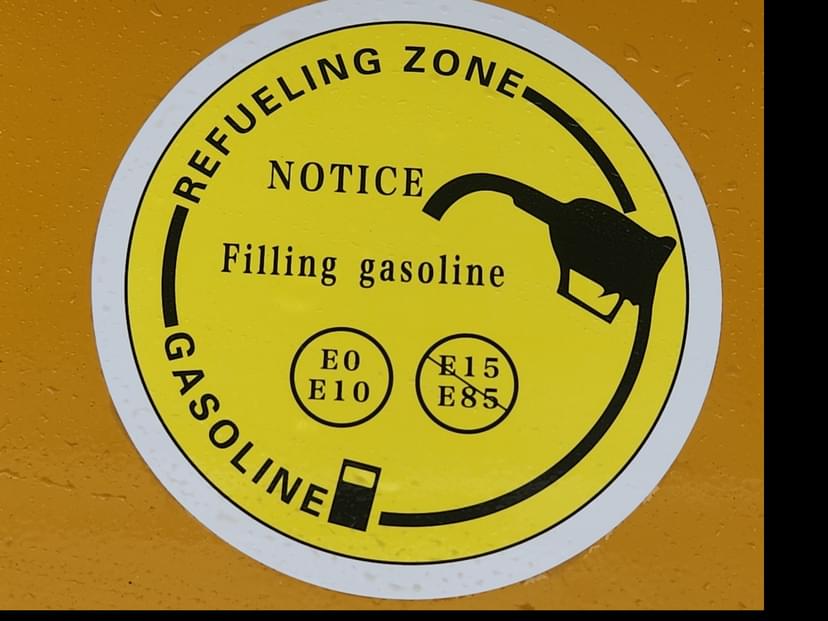 REFUELING ZONE
NOTICE
Filling gasoline
E0
E10
E15
E85
GASOLINE